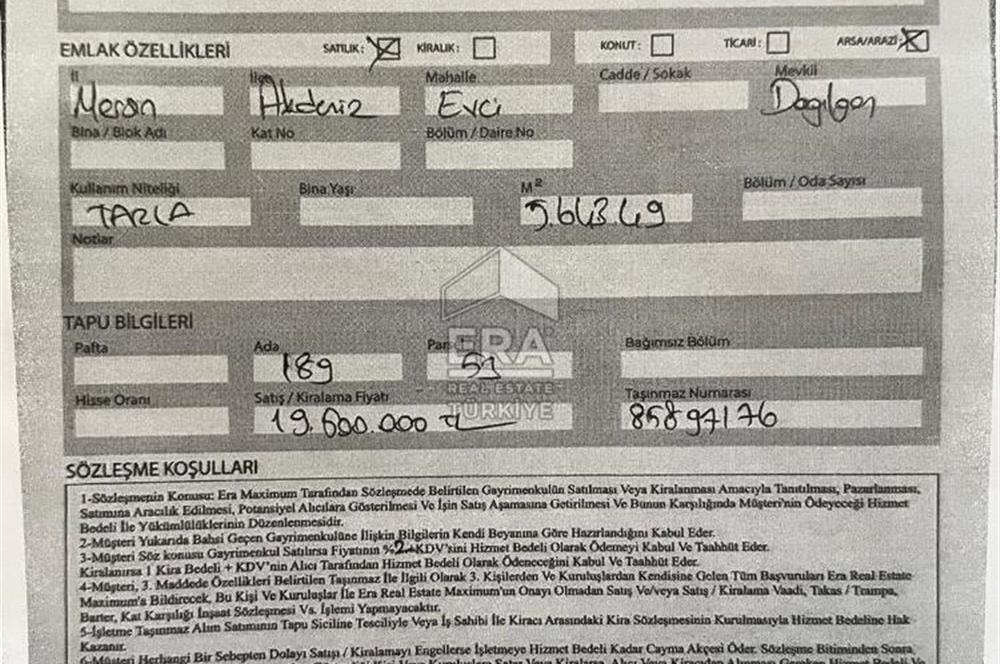 EMLAK ÖZELLİKLERİ SATILIK: KİRALIK: KONUT: TİCARİ: ARSA/ARAZİ:
İl İlçe Mahalle Cadde / Sokak Mevkii
Mersin Akdeniz Evci Dağılgan
Bina / Blok Adı Kat No Bölüm / Daire No
Kullanım Niteliği Bina Yaşı M² Bölüm / Oda Sayısı
TARLA 9.643.49
Notlar
TAPU BİLGİLERİ
Pafta Ada Parsel Bağımsız Bölüm
189 51
Hisse Oranı Satış / Kiralama Fiyatı Taşınmaz Numarası
19.600.000 TL 85897176
ERA
REAL ESTATE
TÜRKİYE
SÖZLEŞME KOŞULLARI
1-Sözleşmenin Konusu: Era Maximum Tarafından Sözleşmede Belirtilen Gayrimenkulün Satılması Veya Kiralanması Amacıyla Tanıtılması, Pazarlanması,
Satımına Aracılık Edilmesi, Potansiyel Alıcılara Gösterilmesi Ve İşin Satış Aşamasına Getirilmesi Ve Bunun Karşılığında Müşteri'nin Ödeyeceği Hizmet
Bedeli İle Yükümlülüklerinin Düzenlenmesidir.
2-Müşteri Yukarıda Bahsi Geçen Gayrimenkulüne İlişkin Bilgilerin Kendi Beyanına Göre Hazırlandığını Kabul Eder.
3-Müşteri Söz konusu Gayrimenkul Satılırsa Fiyatının %2+KDV'sini Hizmet Bedeli Olarak Ödemeyi Kabul Ve Taahhüt Eder.
Kiralanırsa 1 Kira Bedeli + KDV'nin Alıcı Tarafından Hizmet Bedeli Olarak Ödeneceğini Kabul Ve Taahhüt Eder.
4-Müşteri, 3. Maddede Özellikleri Belirtilen Taşınmaz İle İlgili Olarak 3. Kişilerden Ve Kuruluşlardan Kendisine Gelen Tüm Başvuruları Era Real Estate
Maximum'a Bildirecek, Bu Kişi Ve Kuruluşlar İle Era Real Estate Maximum'un Onayı Olmadan Satış Ve/veya Satış / Kiralama Vaadi, Takas / Trampa,
Barter, Kat Karşılığı İnşaat Sözleşmesi Vs. İşlemi Yapmayacaktır.
5-İşletme Taşınmaz Alım Satımının Tapu Siciline Tesciliyle Veya İş Sahibi İle Kiracı Arasındaki Kira Sözleşmesinin Kurulmasıyla Hizmet Bedeline Hak
Kazanır.
6-Müşteri Herhangi Bir Sebepten Dolayı Satışı / Kiralamayı Engellerse İşletmeye Hizmet Bedeli Kadar Cayma Akçesi Öder. Sözleşme Bitiminden Sonra,